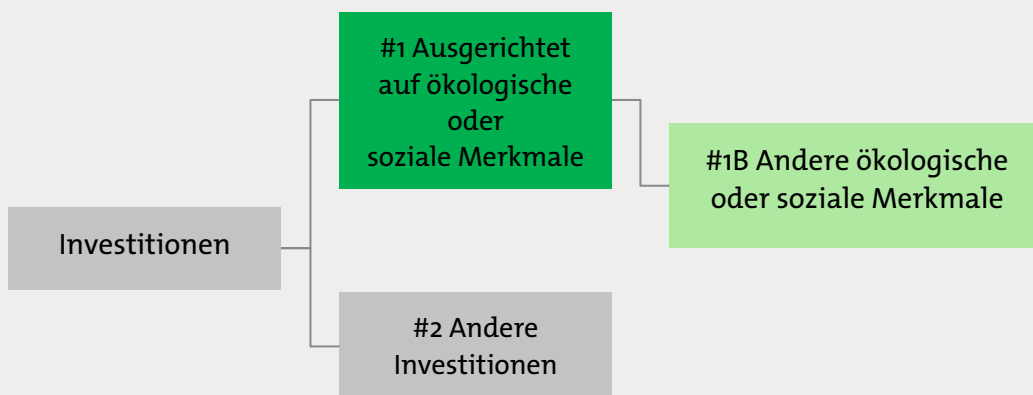 #1 Ausgerichtet
auf ökologische
oder
soziale Merkmale
#1B Andere ökologische
oder soziale Merkmale
Investitionen
#2 Andere
Investitionen